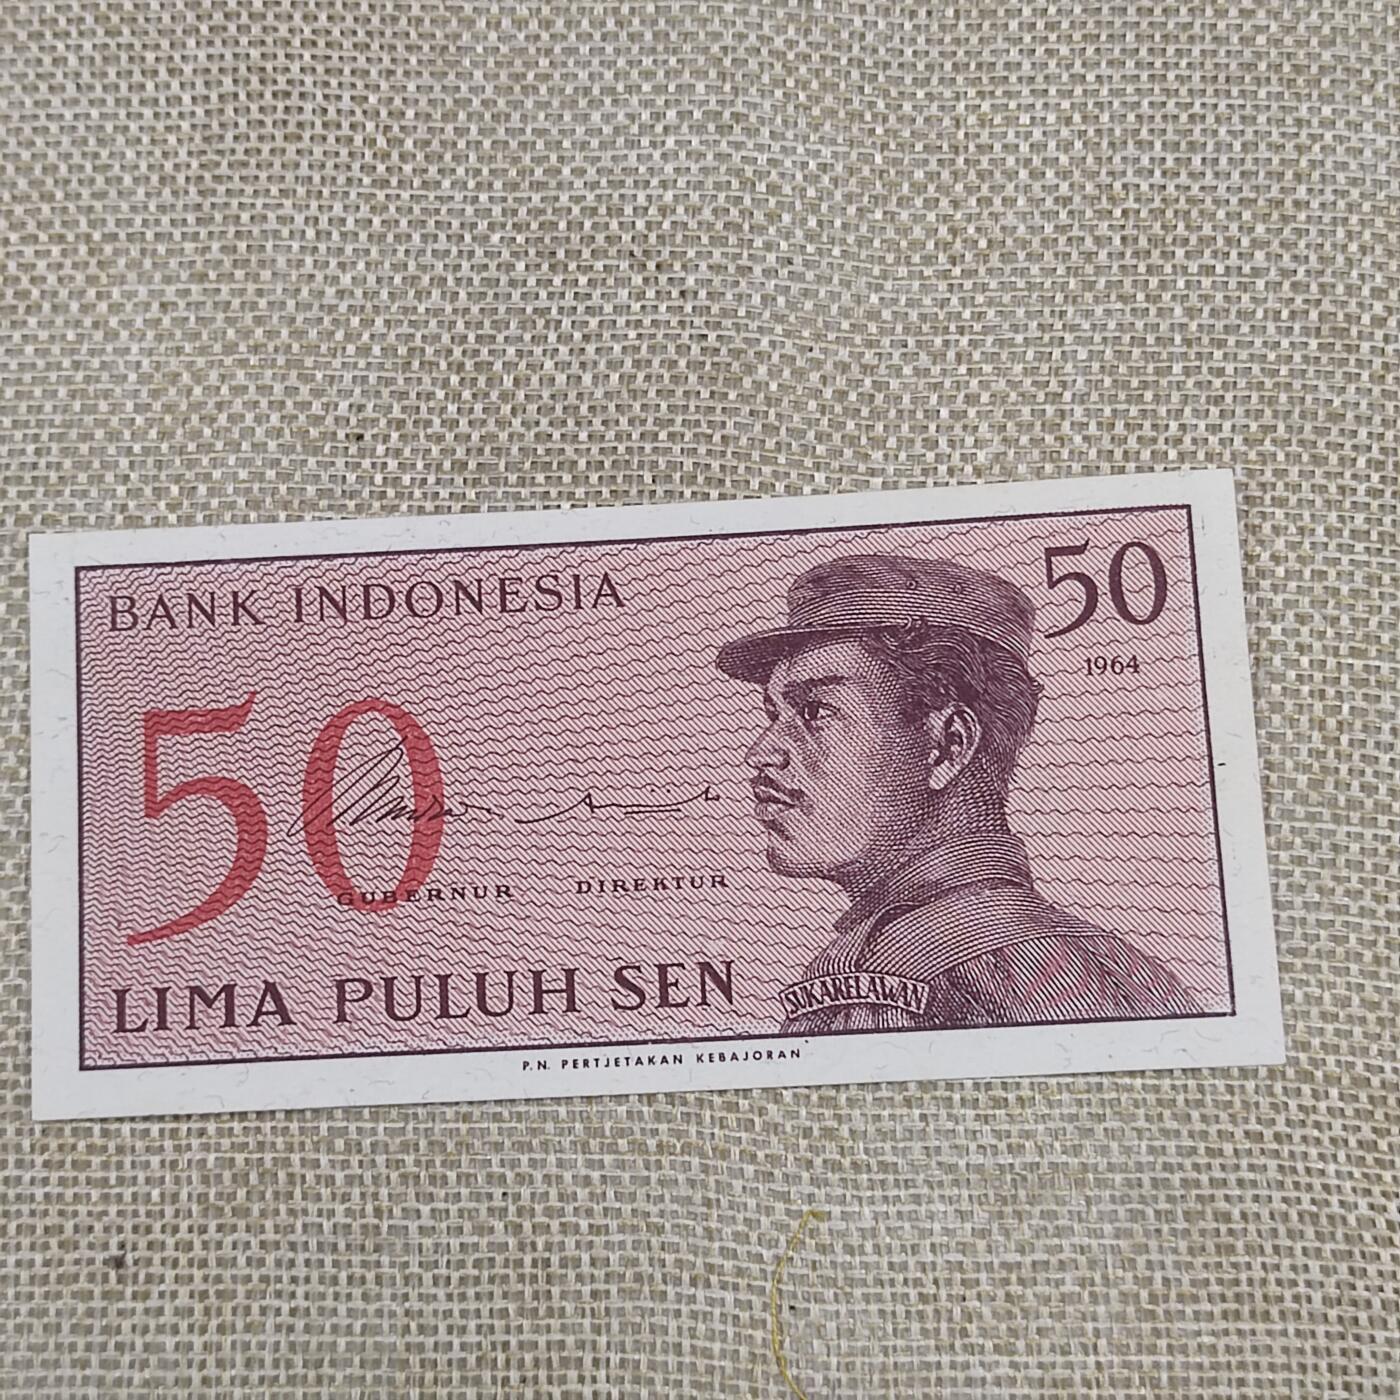 BANK INDONESIA
50
1964
50
GUBERNUR DIREKTUR
LIMA PULUH SEN
SUKARELAWAN
P.N. PERTJETAKAN KEBAJORAN